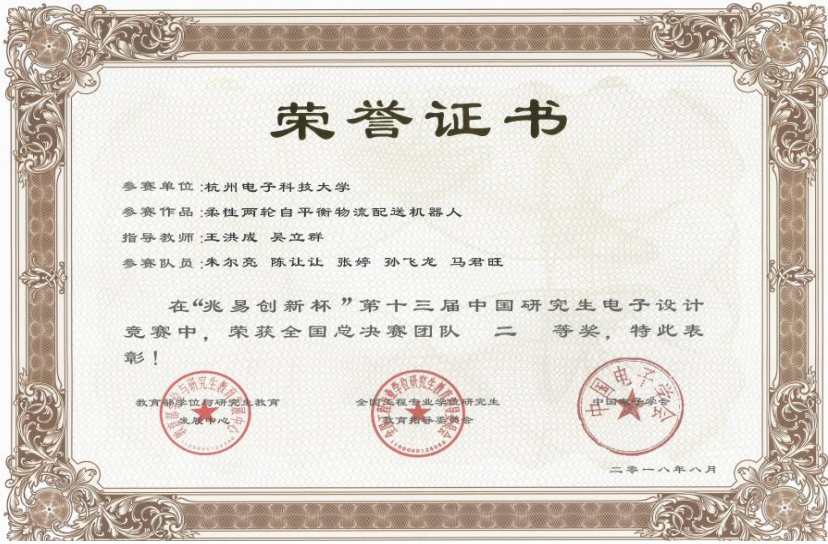 荣誉证书
参赛单位:杭州电子科技大学
参赛作品:柔性两轮自平衡物流配送机器人
指导教师:王洪成 吴立群
参赛队员:朱尔亮 陈让让 张婷 孙飞龙 马君旺
在“兆易创新杯”第十三届中国研究生电子设计
竞赛中，荣获全国总决赛团队 二 等奖，特此表
彰！
教育部学位与研究生教育
发展中心
全国工程专业学位研究生
教育指导委员会
中国电子学会
中国电子学会
二零一八年八月